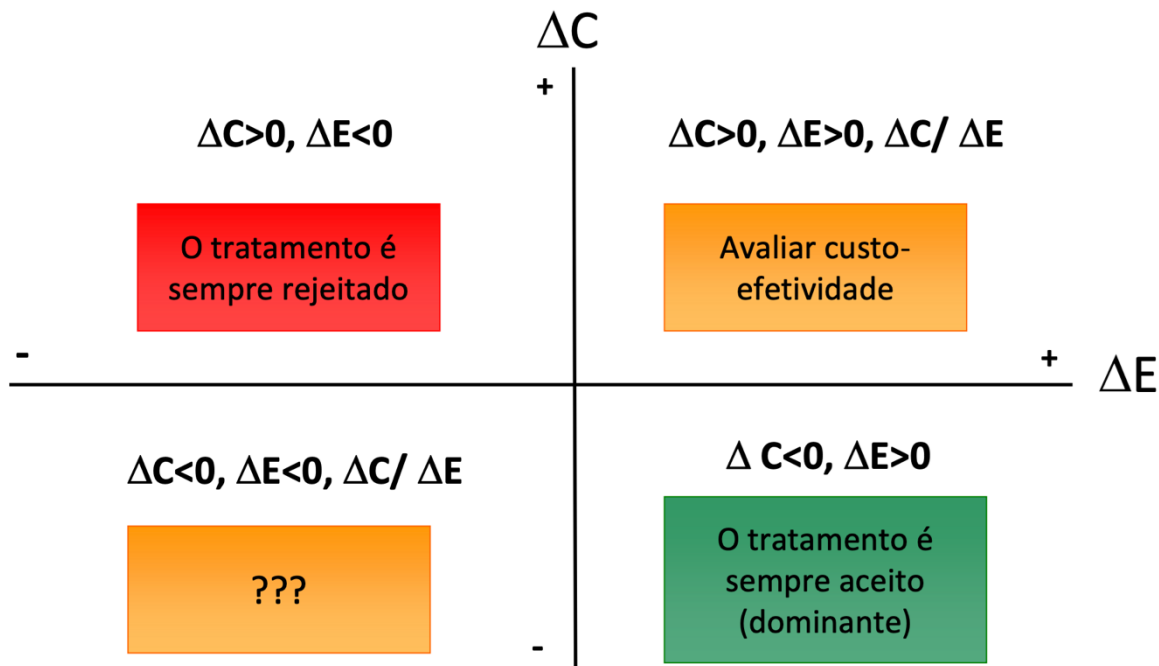 ΔC
+
ΔC>0, ΔE<0
ΔC>0, ΔE>0, ΔC/ ΔE
O tratamento é
sempre rejeitado
Avaliar custo-
efetividade
-
+
ΔE
ΔC<0, ΔE<0, ΔC/ ΔE
Δ C<0, ΔE>0
???
O tratamento é
sempre aceito
(dominante)
-